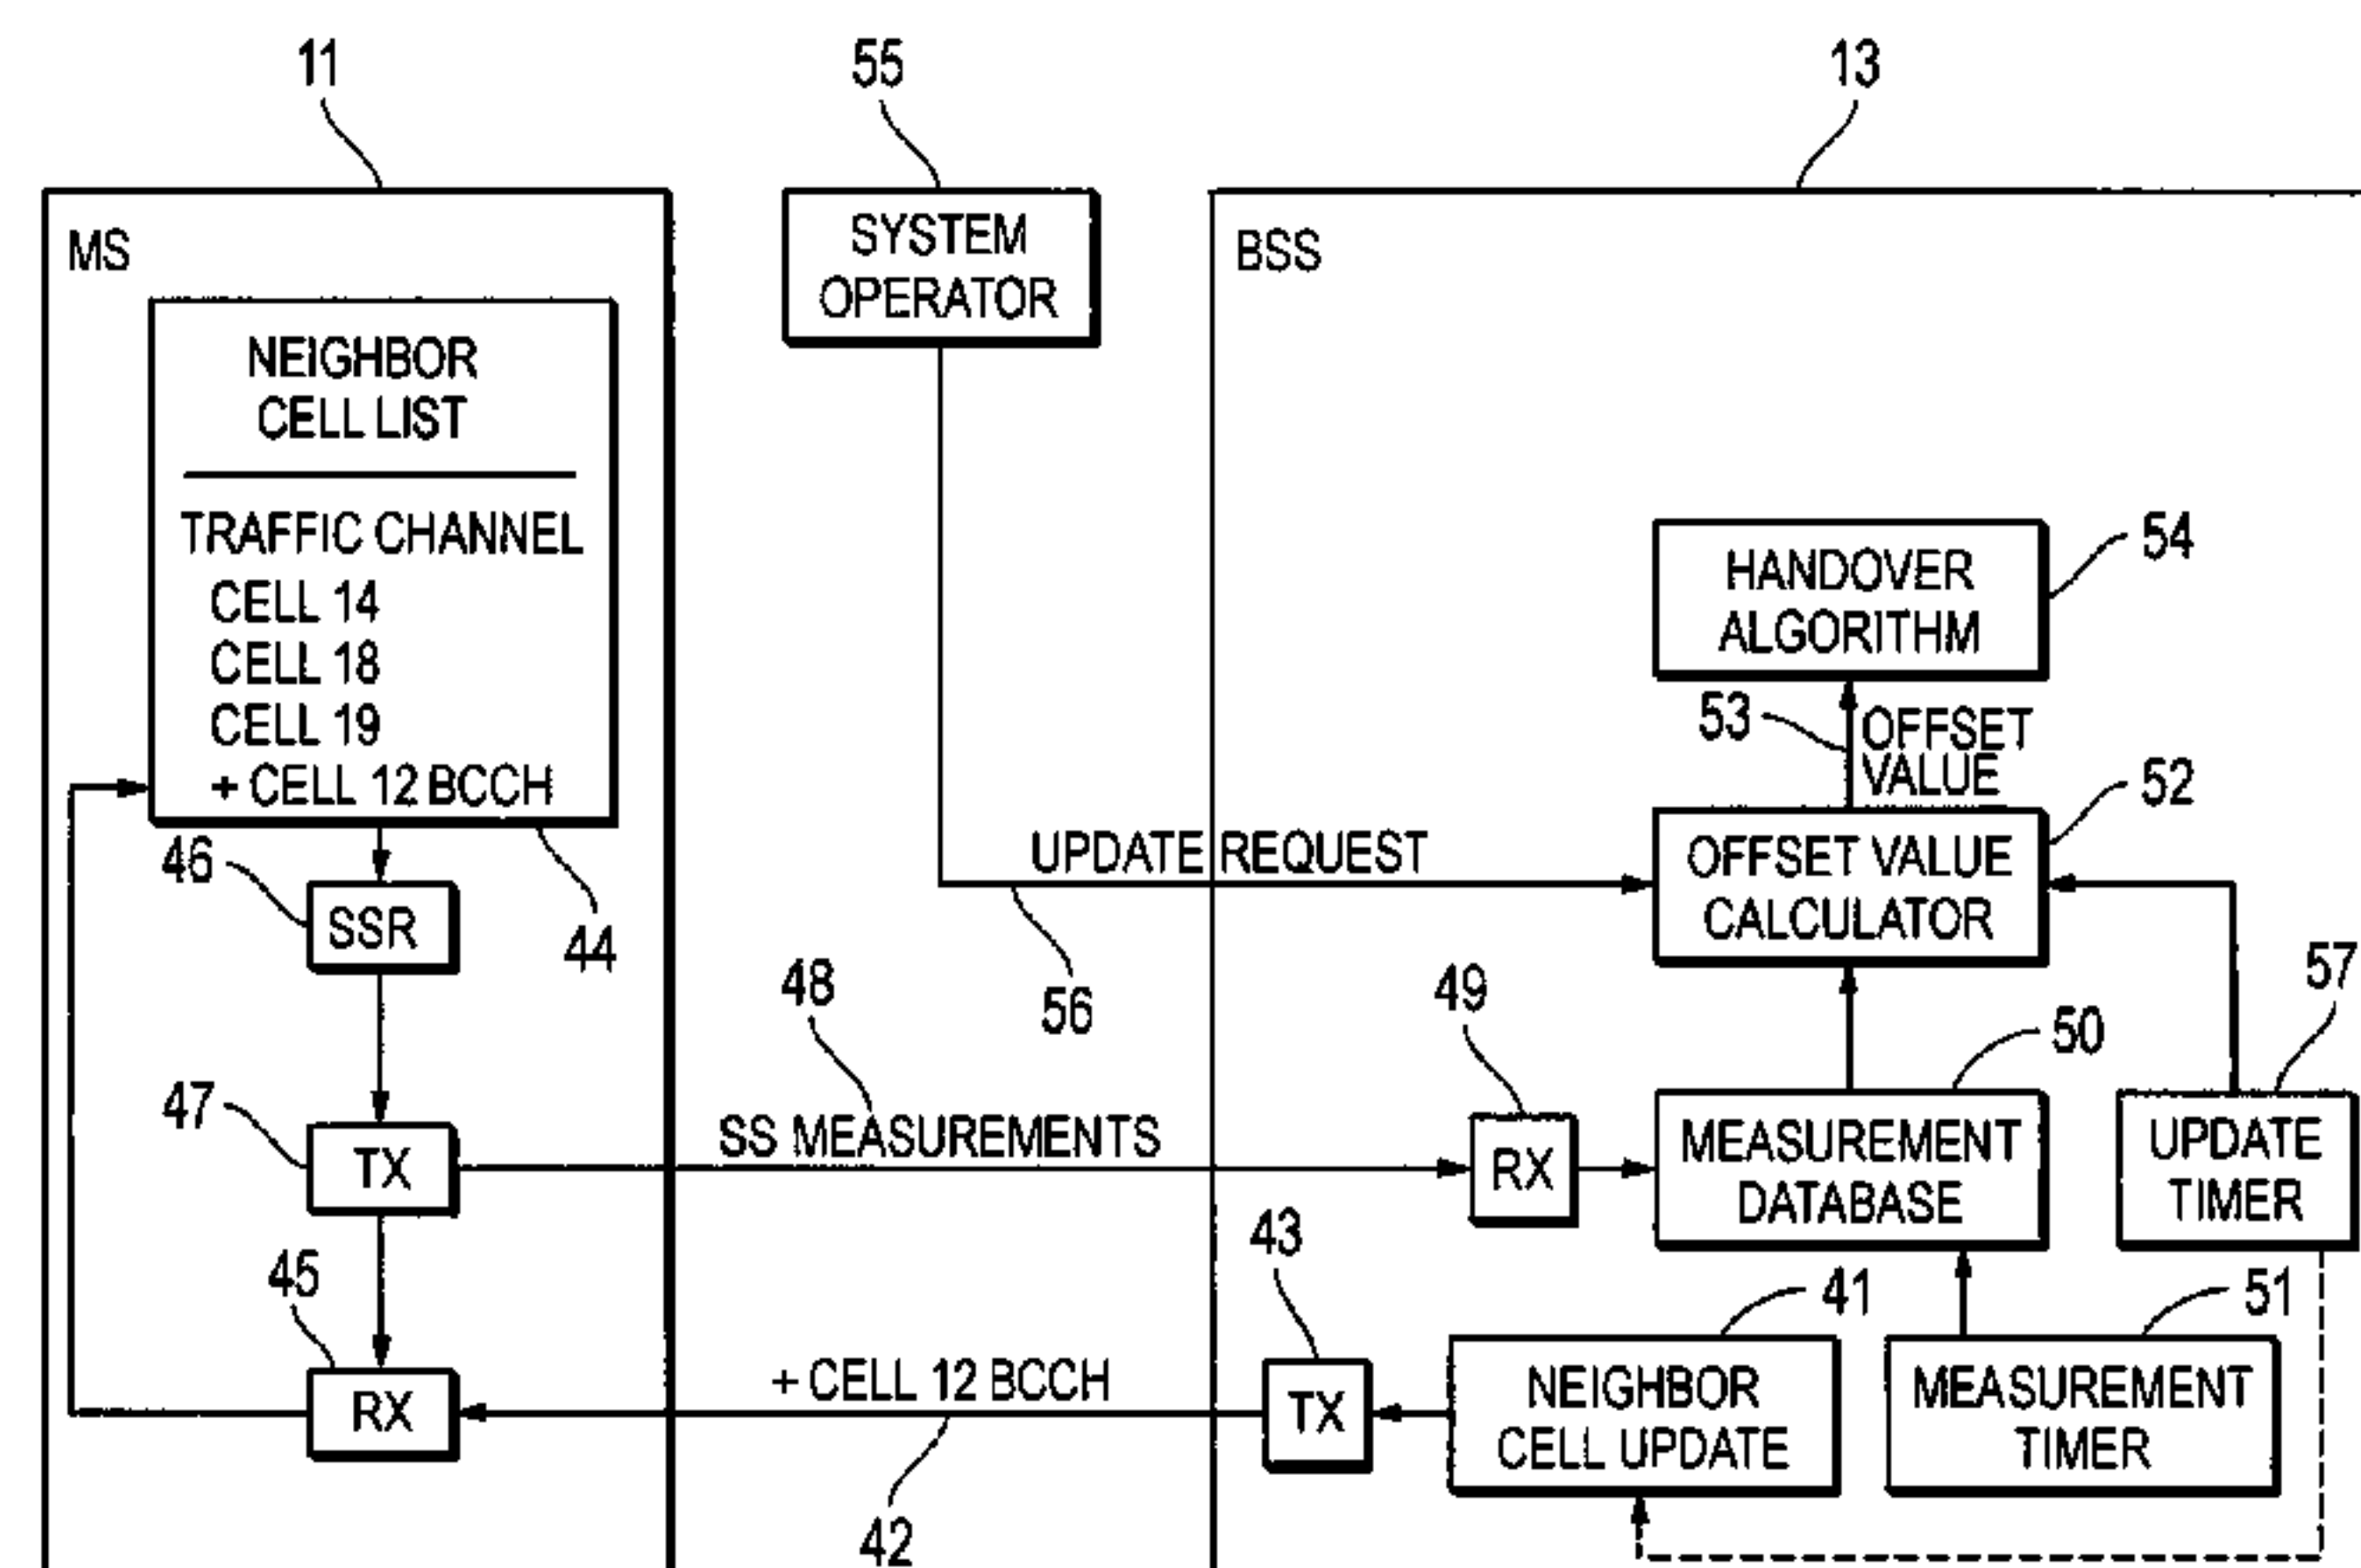 11
55
13
MS
SYSTEM
OPERATOR
BSS
NEIGHBOR
CELL LIST
TRAFFIC CHANNEL
CELL 14
CELL 18
CELL 19
+ CELL 12 BCCH
HANDOVER
ALGORITHM
54
53
OFFSET
VALUE
52
46
SSR
44
UPDATE REQUEST
56
OFFSET VALUE
CALCULATOR
48
49
50
57
47
TX
SS MEASUREMENTS
RX
MEASUREMENT
DATABASE
UPDATE
TIMER
45
43
41
51
RX
+ CELL 12 BCCH
42
TX
NEIGHBOR
CELL UPDATE
MEASUREMENT
TIMER